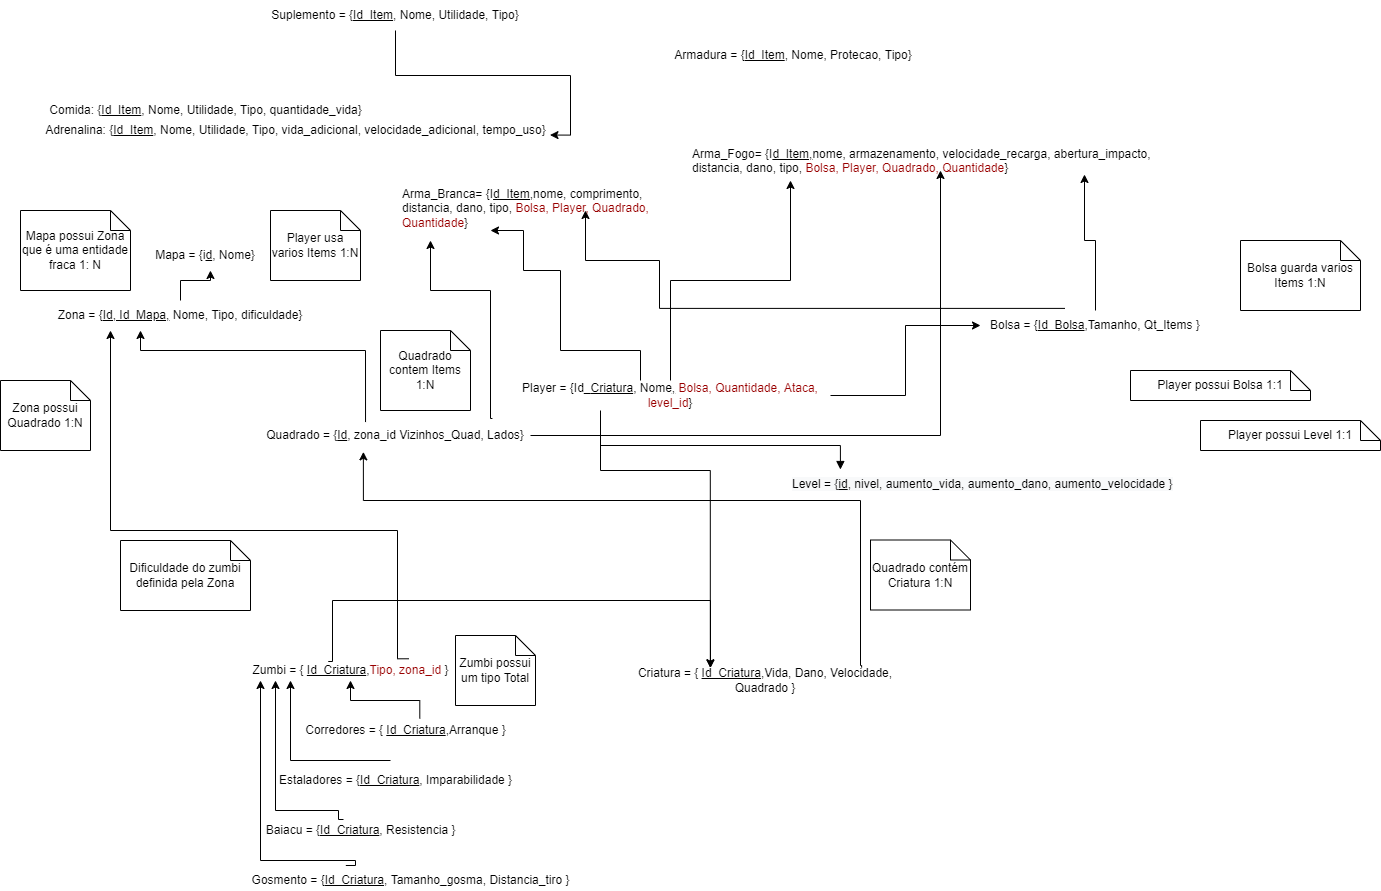 Suplemento = {Id_Item, Nome, Utilidade, Tipo}
Armadura = {Id_Item, Nome, Protecao, Tipo}
Comida: {Id_Item, Nome, Utilidade, Tipo, quantidade_vida}
Adrenalina: {Id_Item, Nome, Utilidade, Tipo, vida_adicional, velocidade_adicional, tempo_uso}
Arma_Fogo= {Id_Item,nome, armazenamento, velocidade_recarga, abertura_impacto,
distancia, dano, tipo, Bolsa, Player, Quadrado, Quantidade}
Arma_Branca= {Id_Item,nome, comprimento,
distancia, dano, tipo, Bolsa, Player, Quadrado,
Quantidade}
Mapa possui Zona
que é uma entidade
fraca 1: N
Mapa = {id, Nome}
Player usa
varios Items 1:N
Bolsa guarda varios
Items 1:N
Zona = {Id, Id_Mapa, Nome, Tipo, dificuldade}
Bolsa = {Id_Bolsa,Tamanho, Qt_Items }
Quadrado
contem Items
1:N
Zona possui
Quadrado 1:N
Player = {Id_Criatura, Nome, Bolsa, Quantidade, Ataca,
level_id}
Player possui Bolsa 1:1
Quadrado = {Id, zona_id Vizinhos_Quad, Lados}
Player possui Level 1:1
Level = {id, nivel, aumento_vida, aumento_dano, aumento_velocidade }
Dificuldade do zumbi
definida pela Zona
Quadrado contém
Criatura 1:N
Zumbi = { Id_Criatura,Tipo, zona_id }
Zumbi possui
um tipo Total
Criatura = { Id_Criatura,Vida, Dano, Velocidade,
Quadrado }
Corredores = { Id_Criatura,Arranque }
Estaladores = {Id_Criatura, Imparabilidade }
Baiacu = {Id_Criatura, Resistencia }
Gosmento = {Id_Criatura, Tamanho_gosma, Distancia_tiro }